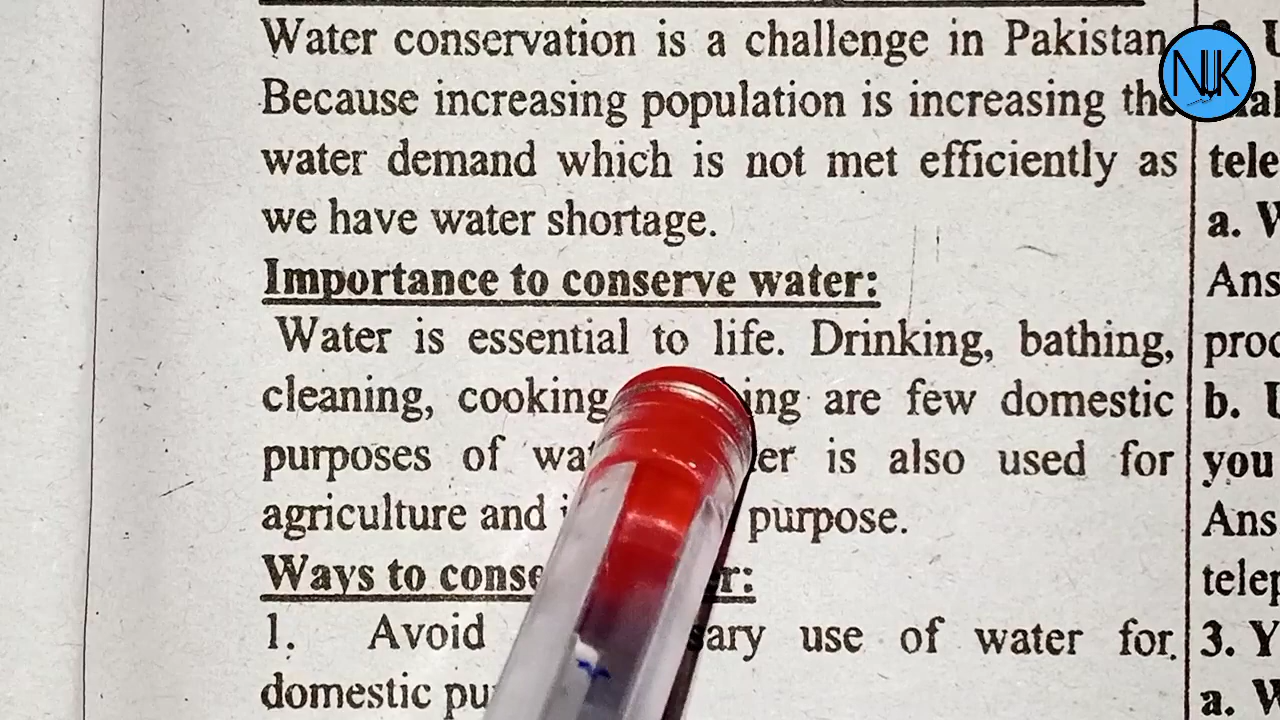 Water conservation is a challenge in Pakistan
Because increasing population is increasing the
water demand which is not met efficiently as
we have water shortage.
Importance to conserve water:
Water is essential to life. Drinking, bathing,
cleaning, cooking are few domestic
purposes of is also used for
agriculture and purpose.
Ways to
1. Avoid use of water for
domestic
NJK
tele
a.
Ans
b.
you
Ans
3.
a.